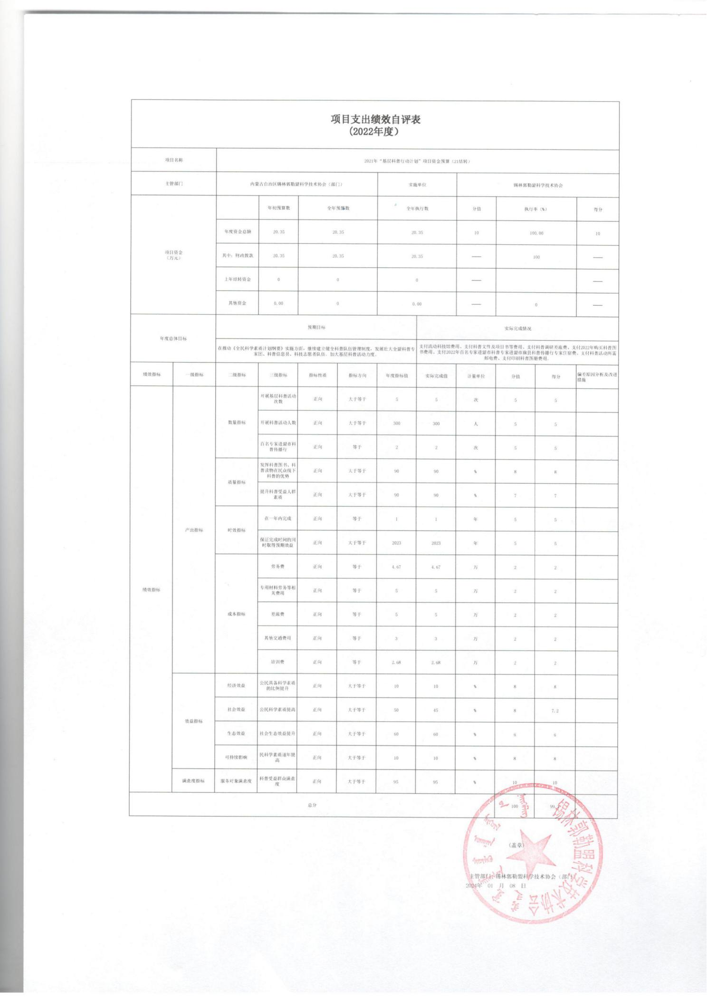 项目支出绩效自评表
(2022年度)
项目名称 2021年“基层科普行动计划”项目资金预算（21结转）
主管部门 内蒙古自治区锡林郭勒盟科学技术协会（部门） 实施单位 锡林郭勒盟科学技术协会
项目资金
（万元）
年初预算数 全年预算数 全年执行数 分值 执行率（%） 得分
年度资金总额 20.35 20.35 20.35 10 100.00 10
其中：财政拨款 20.35 20.35 20.35 —— 100 ——
上年结转资金 0 0 0 —— ——
其他资金 0.00 0 0.00 —— 0 ——
年度总体目标
预期目标 实际完成情况
在推动《全民科学素质计划纲要》实施方面，继续建立健全科普队伍管理制度，发展壮大全盟科普专
家团、科普信息员、科技志愿者队伍。加大基层科普活动力度。
支付流动科技馆费用、支付科普文件及项目书等费用、支付科普调研差旅费、支付2022年购买科普图
书费用、支付2022年百名专家进盟市科普专家进盟市旗县科普传播行专家住宿费、支付科普活动所需
邮电费、支付印刷科普图册费用。
绩效指标 一级指标 二级指标 三级指标 指标性质 指标方向 年度指标值 实际完成值 计量单位 分值 得分 偏差原因分析及改进
措施
绩效指标
产出指标
数量指标
开展基层科普活动
次数 正向 大于等于 5 5 次 5 5
开展科普活动人数 正向 大于等于 300 300 人 5 5
百名专家进盟市科
普传播行 正向 等于 2 2 次 5 5
质量指标
发挥科普图书、科
普读物在民众线下
科普的优势 正向 大于等于 90 90 % 8 8
提升科普受益人群
素质 正向 大于等于 90 90 % 7 7
时效指标
在一年内完成 正向 等于 1 1 年 5 5
保证完成时间的同
时取得预期效益 正向 大于等于 2023 2023 年 5 5
成本指标
劳务费 正向 等于 4.67 4.67 万 2 2
专用材料劳务等相
关费用 正向 等于 5 5 万 2 2
差旅费 正向 等于 5 5 万 2 2
其他交通费用 正向 等于 3 3 万 2 2
培训费 正向 等于 2.68 2.68 万 2 2
效益指标
经济效益 公民具备科学素质
的比例提升 正向 大于等于 10 10 % 8 8
社会效益 公民科学素质提高 正向 大于等于 50 45 % 8 7.2
生态效益 社会生态效益提升 正向 大于等于 60 60 % 6 6
可持续影响 民科学素质逐年提
高 正向 大于等于 10 10 % 8 8
满意度指标 服务对象满意度 科普受益群众满意
度 正向 大于等于 95 95 % 10 10
总分 100 99.2
（盖章）
主管部门：锡林郭勒盟科学技术协会（部门）
2024年 01 月 08 日
锡林郭勒盟科学技术协会